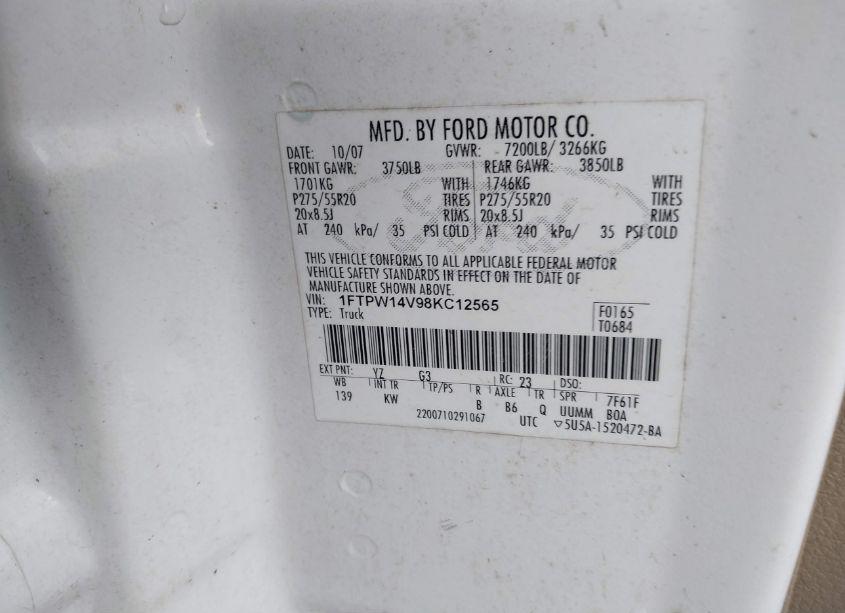 MFD. BY FORD MOTOR CO.
DATE: 10/07 GVWR: 7200LB/ 3266KG
FRONT GAWR: 3750LB REAR GAWR: 3850LB
1701KG WITH 1746KG WITH
P275/55R20 TIRES P275/55R20 TIRES
20x8.5J RIMS 20x8.5J RIMS
AT 240 kPa/ 35 PSI COLD AT 240 kPa/ 35 PSI COLD
Ford
THIS VEHICLE CONFORMS TO ALL APPLICABLE FEDERAL MOTOR
VEHICLE SAFETY STANDARDS IN EFFECT ON THE DATE OF
MANUFACTURE SHOWN ABOVE.
VIN: 1FTPW14V98KC12565 F0165
TYPE: Truck T0684
EXT PNT: YZ G3 RC: 23 DSO:
WB INT TR TP/PS R AXLE TR SPR 7F61F
139 KW B B6 Q UUMM BOA
2200710291067 UTC ▽5U5A-1520472-BA